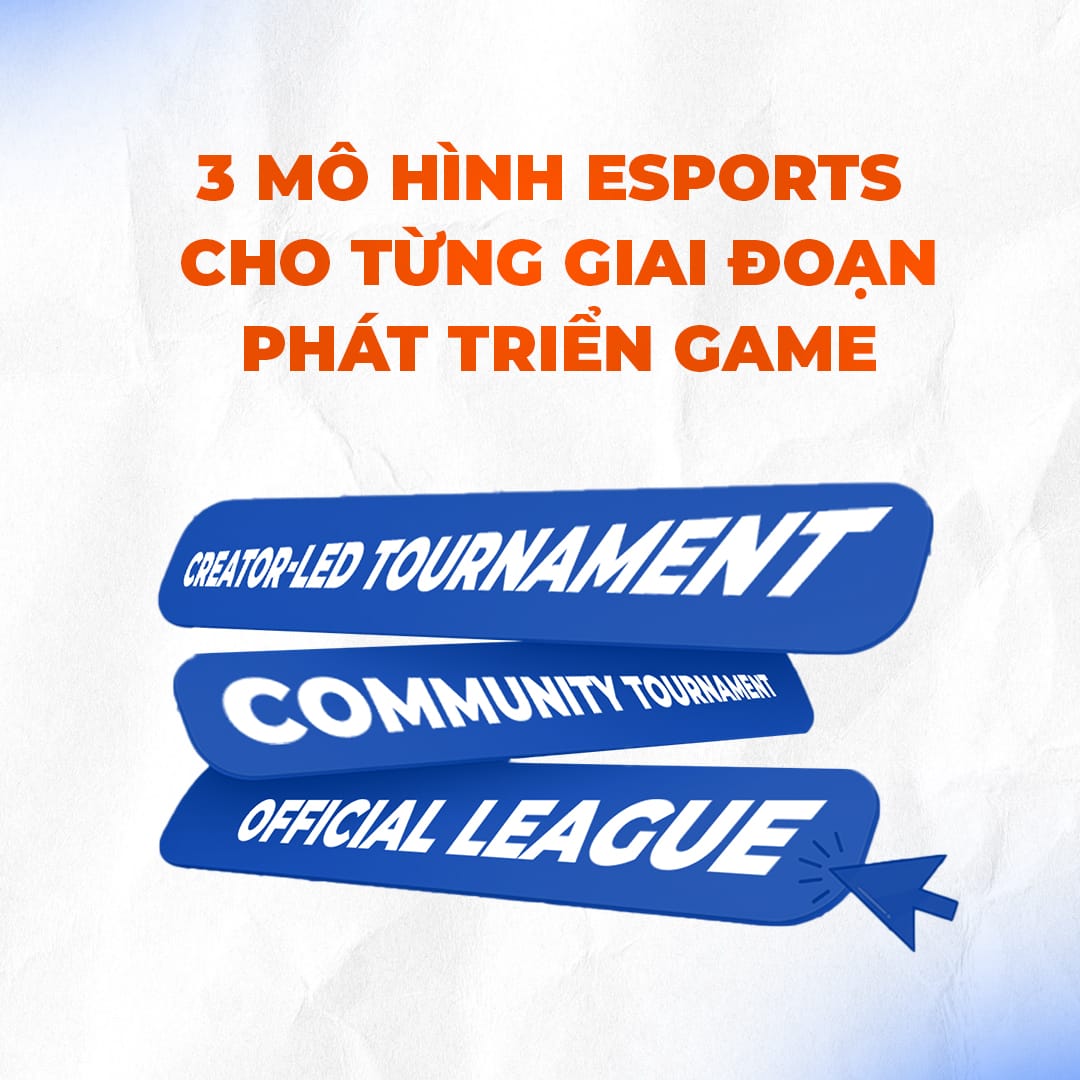 3 MÔ HÌNH ESPORTS
CHO TỪNG GIAI ĐOẠN
PHÁT TRIỂN GAME
CREATOR-LED TOURNAMENT
COMMUNITY TOURNAMENT
OFFICIAL LEAGUE